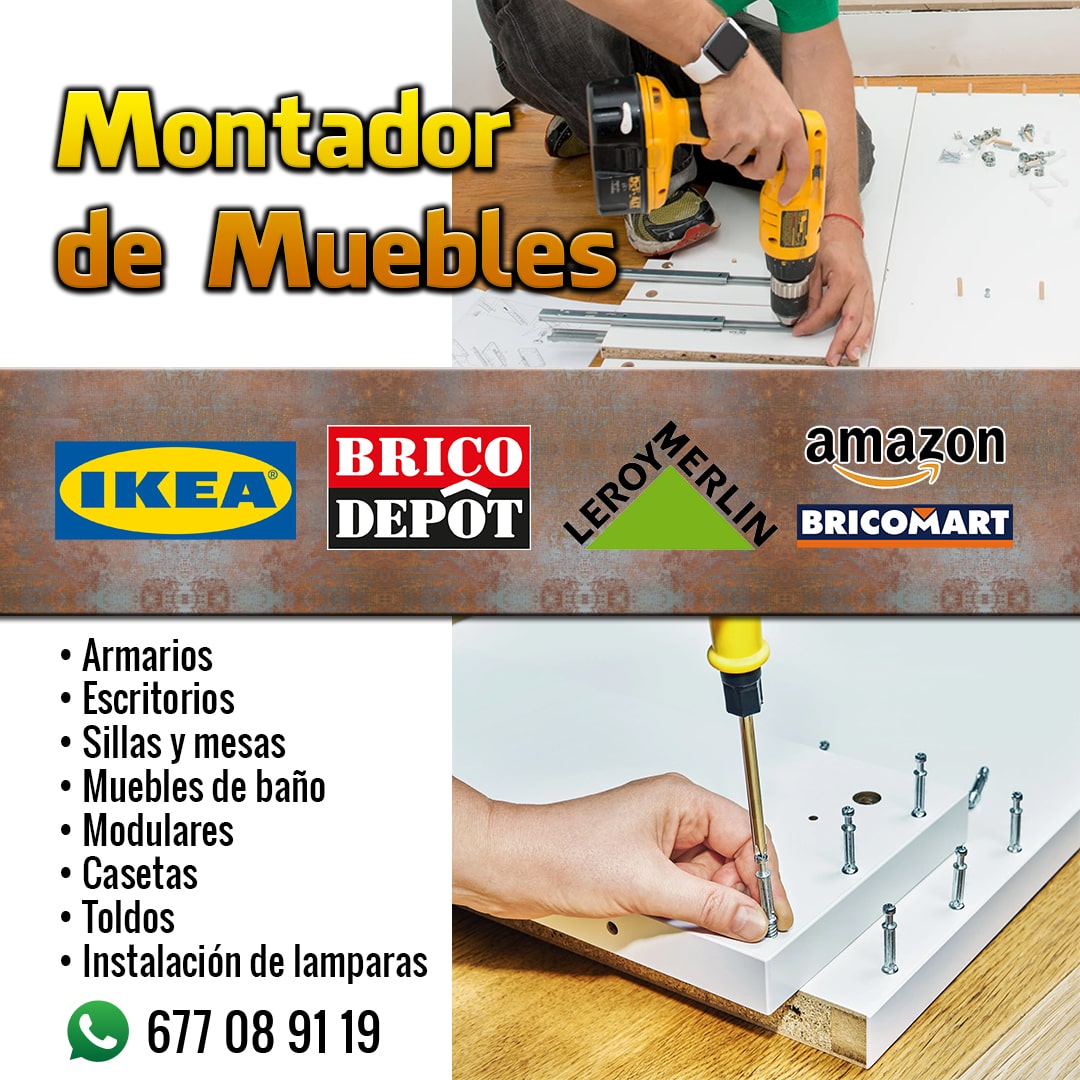 Montador
de Muebles
IKEA®
BRICO
DEPÔT
LEROY MERLIN
amazon
BRICOMART
• Armarios
• Escritorios
• Sillas y mesas
• Muebles de baño
• Modulares
• Casetas
• Toldos
• Instalación de lamparas
677 08 91 19